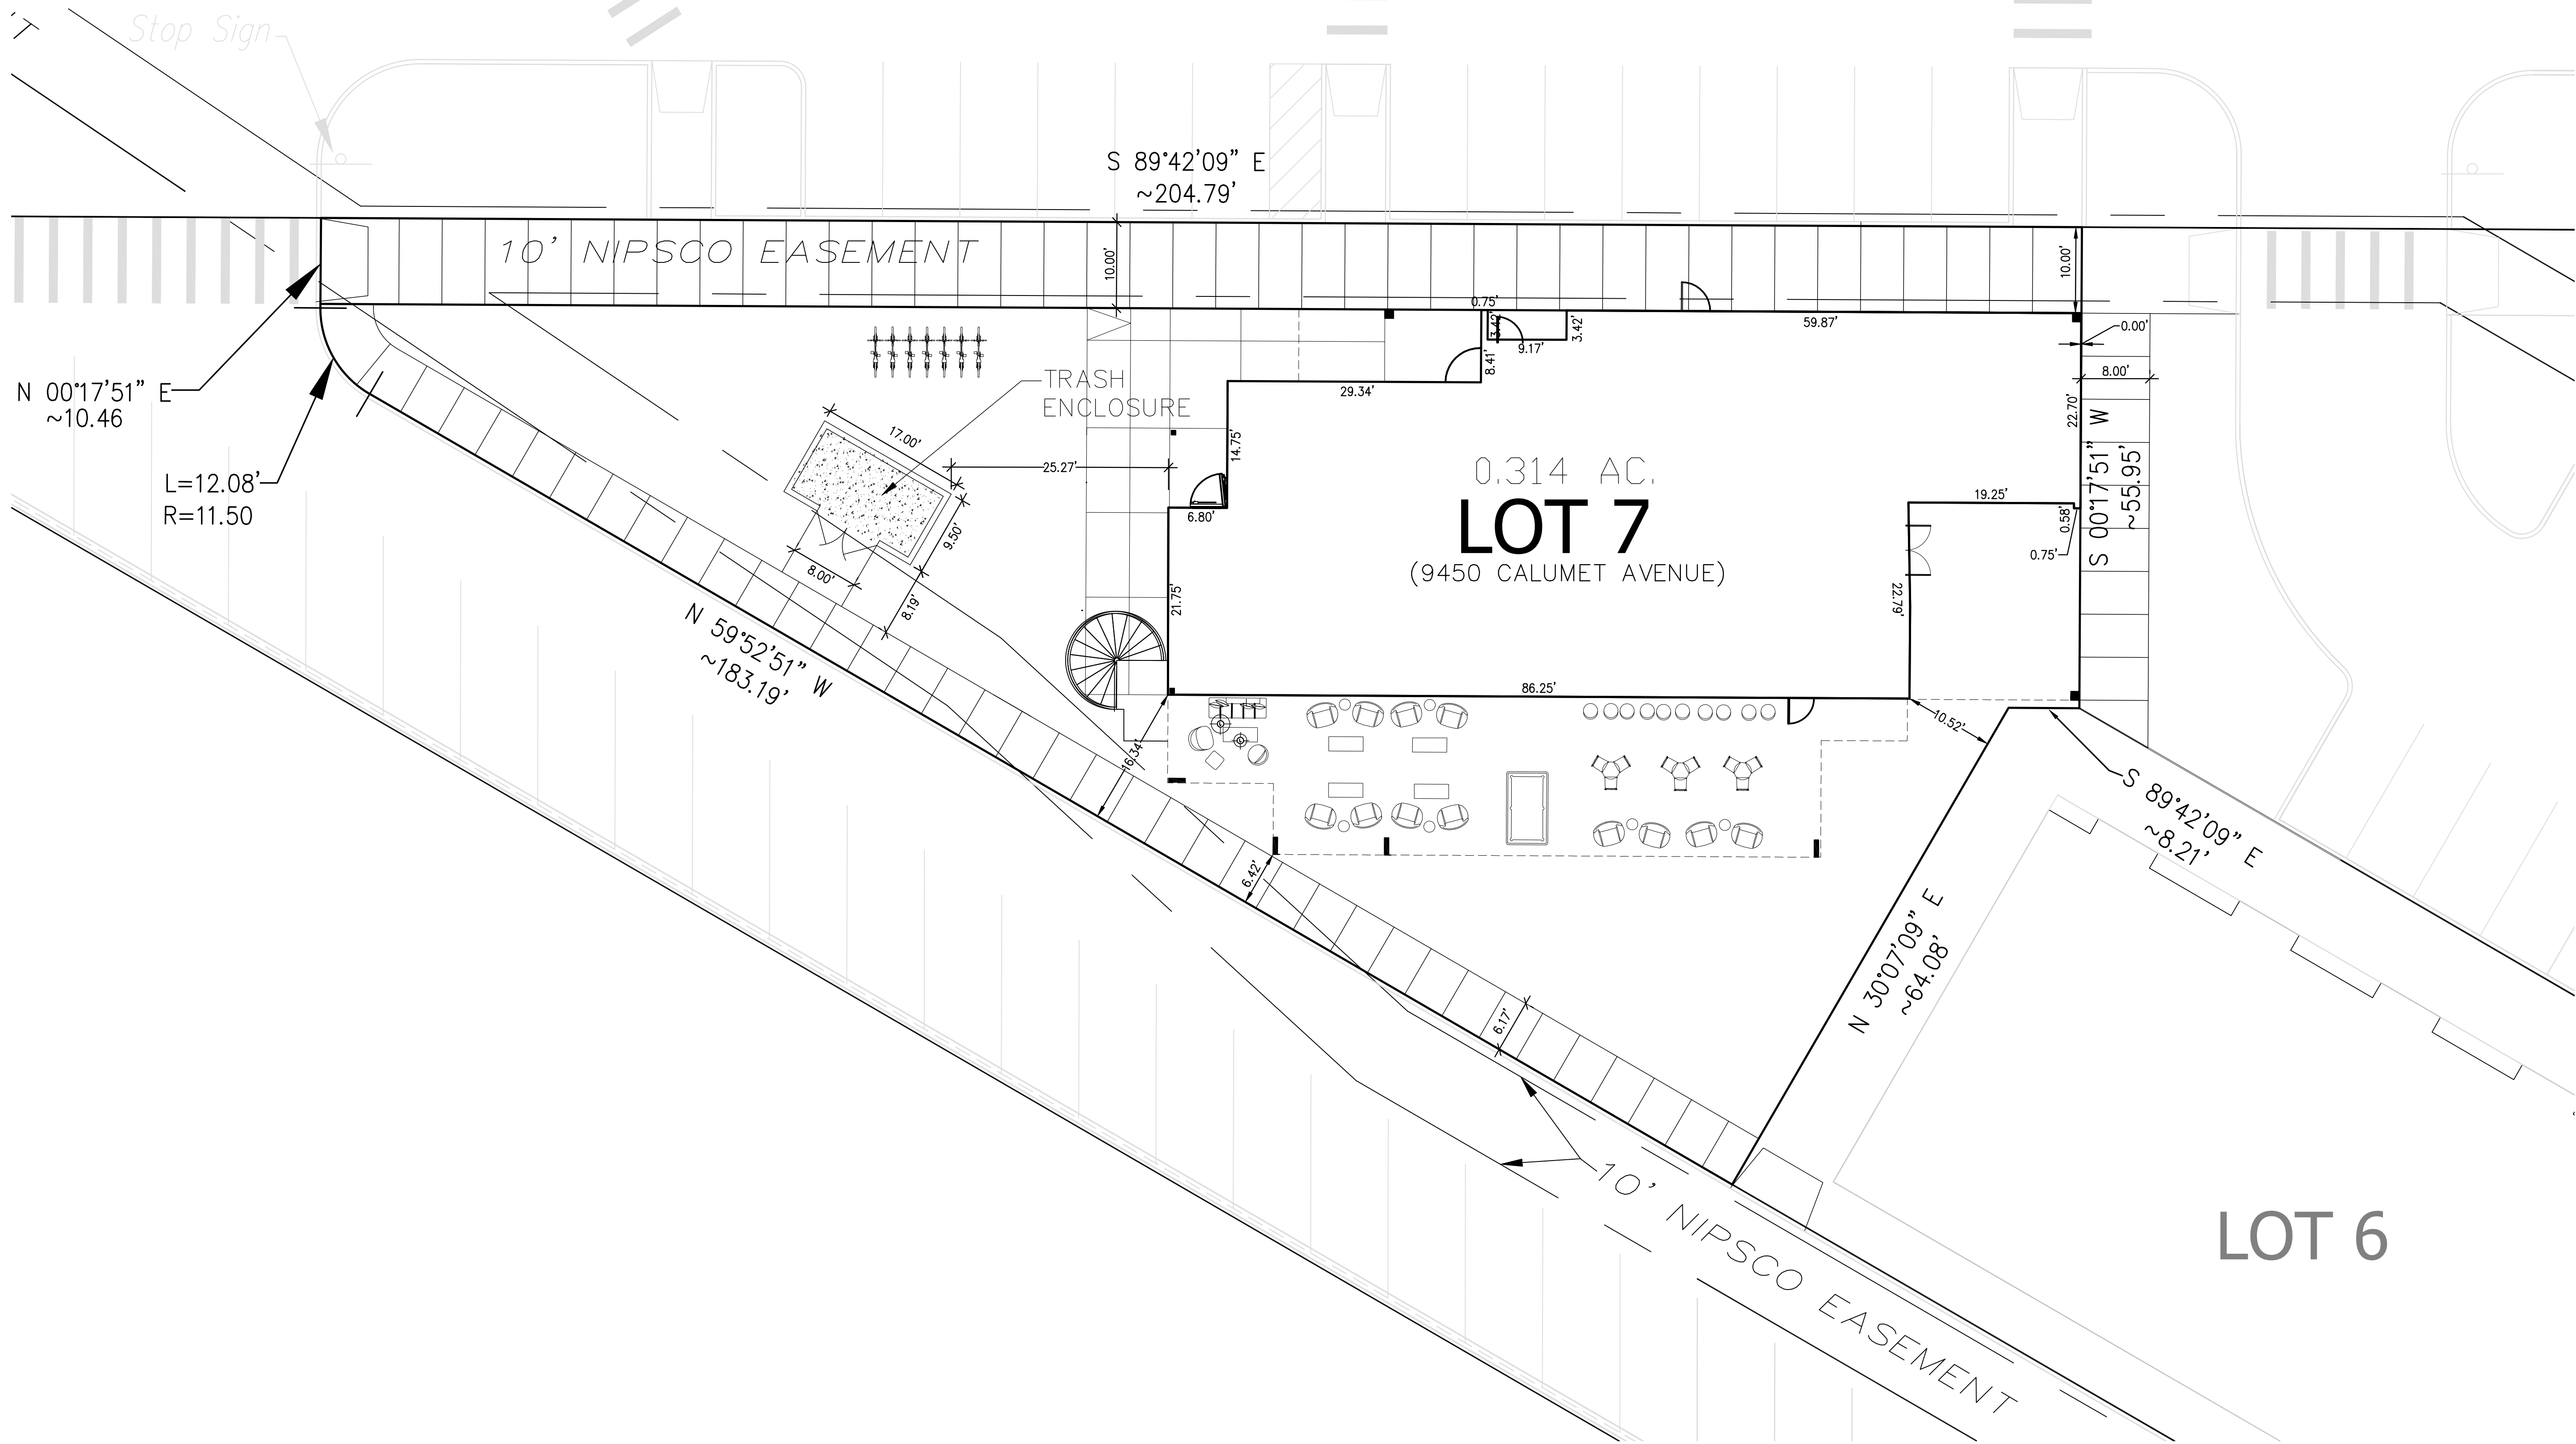 Stop Sign
S 89°42'09" E
~204.79'
10' NIPSCO EASEMENT
10.00'
10.00'
0.75'
3.42'
3.42'
9.17'
8.41'
59.87'
0.00'
8.00'
N 00°17'51" E
~10.46
L=12.08'
R=11.50
TRASH
ENCLOSURE
17.00'
25.27'
9.50'
8.00'
8.19'
29.34'
14.75'
6.80'
21.75'
0.314 AC.
LOT 7
(9450 CALUMET AVENUE)
22.70'
S 00°17'51" W
~55.95'
19.25'
0.58'
0.75'
22.79'
86.25'
N 59°52'51" W
~183.19'
16.34'
10.52'
6.42'
6.17'
S 89°42'09" E
~8.21'
N 30°07'09" E
~64.08'
10' NIPSCO EASEMENT
LOT 6